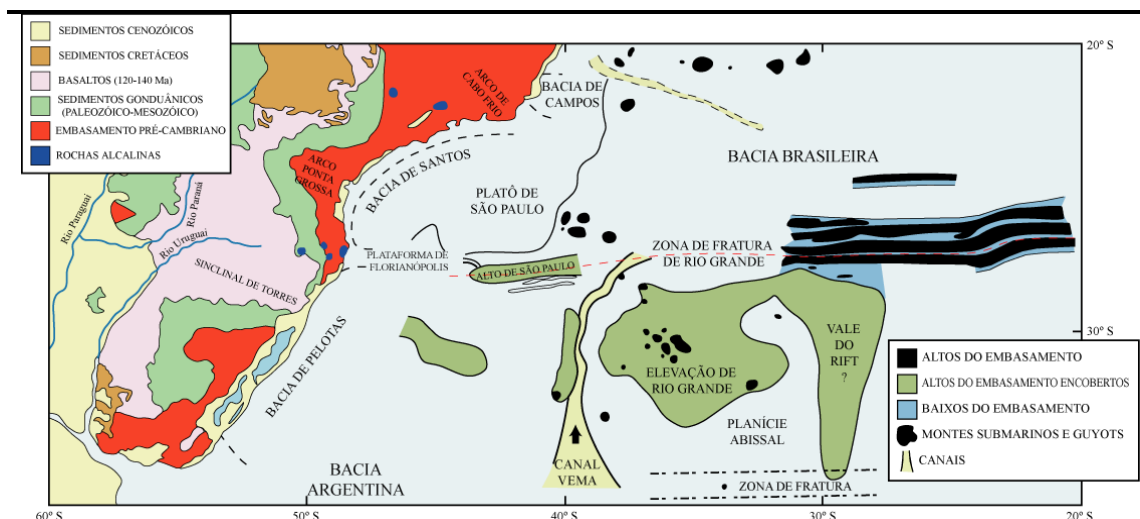 SEDIMENTOS CENOZÓICOS
SEDIMENTOS CRETÁCEOS
BASALTOS (120-140 Ma)
SEDIMENTOS GONDUÂNICOS
(PALEOZÓICO-MESOZÓICO)
EMBASAMENTO PRÉ-CAMBRIANO
ROCHAS ALCALINAS
20° S
ARCO DE
CABO FRIO
BACIA DE
CAMPOS
BACIA BRASILEIRA
ARCO
PONTA
GROSSA
BACIA DE SANTOS
PLATÔ DE
SÃO PAULO
Rio Paraguai
Rio Paraná
Rio Uruguai
PLATAFORMA DE
FLORIANÓPOLIS
ALTO DE SÃO PAULO
ZONA DE FRATURA
DE RIO GRANDE
SINCLINAL DE
TORRES
30° S
BACIA DE PELOTAS
ELEVAÇÃO DE
RIO GRANDE
VALE
DO
RIFT
?
PLANÍCIE
ABISSAL
BACIA
ARGENTINA
CANAL
VEMA
ZONA DE FRATURA
ALTOS DO EMBASAMENTO
ALTOS DO EMBASAMENTO ENCOBERTOS
BAIXOS DO EMBASAMENTO
MONTES SUBMARINOS E GUYOTS
CANAIS
60° S
50° S
40° S
30° S
20° S